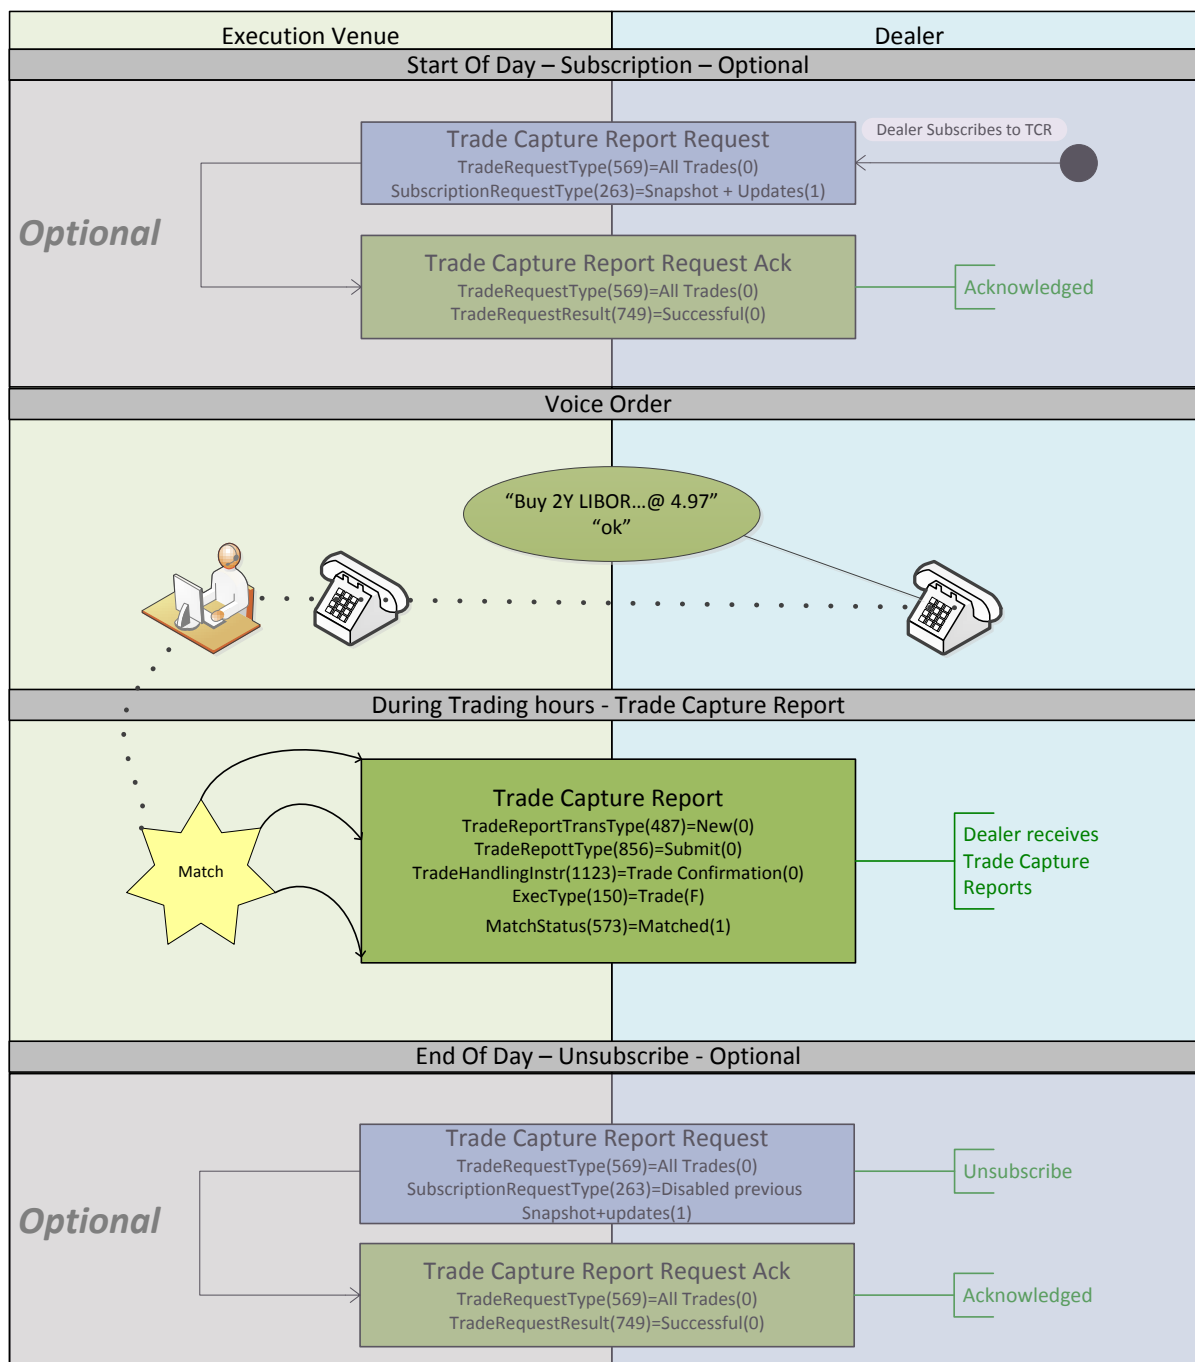 Execution Venue
Dealer
Start Of Day – Subscription – Optional
Optional
Trade Capture Report Request
TradeRequestType(569)=All Trades(0)
SubscriptionRequestType(263)=Snapshot + Updates(1)
Dealer Subscribes to TCR
Trade Capture Report Request Ack
TradeRequestType(569)=All Trades(0)
TradeRequestResult(749)=Successful(0)
Acknowledged
Voice Order
“Buy 2Y LIBOR...@ 4.97”
“ok”
During Trading hours - Trade Capture Report
Match
Trade Capture Report
TradeReportTransType(487)=New(0)
TradeRepottType(856)=Submit(0)
TradeHandlingInstr(1123)=Trade Confirmation(0)
ExecType(150)=Trade(F)
MatchStatus(573)=Matched(1)
Dealer receives
Trade Capture
Reports
End Of Day – Unsubscribe - Optional
Optional
Trade Capture Report Request
TradeRequestType(569)=All Trades(0)
SubscriptionRequestType(263)=Disabled previous
Snapshot+updates(1)
Unsubscribe
Trade Capture Report Request Ack
TradeRequestType(569)=All Trades(0)
TradeRequestResult(749)=Successful(0)
Acknowledged